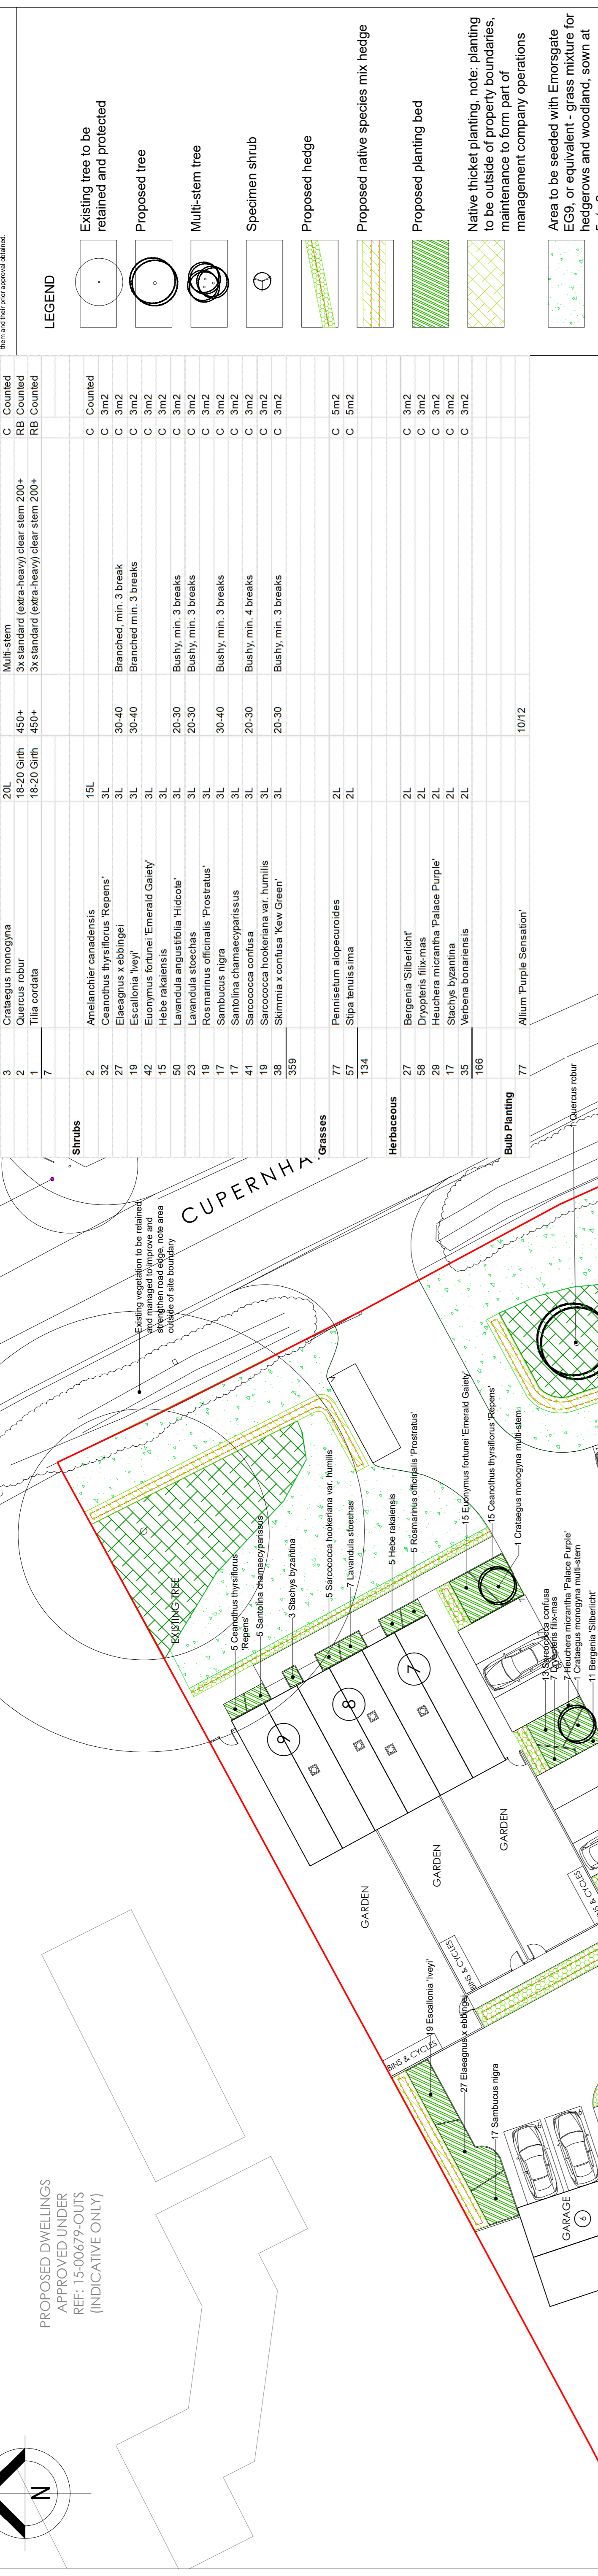 them and their prior approval obtained.
LEGEND
Existing tree to be
retained and protected
Proposed tree
Multi-stem tree
Specimen shrub
Proposed hedge
Proposed native species mix hedge
Proposed planting bed
Native thicket planting, note: planting
to be outside of property boundaries,
maintenance to form part of
management company operations
Area to be seeded with Emorsgate
EG9, or equivalent - grass mixture for
hedgerows and woodland, sown at
3 Crataegus monogyna 20L Multi-stem C Counted
2 Quercus robur 18-20 Girth 450+ 3x standard (extra-heavy) clear stem 200+ RB Counted
1 Tilia cordata 18-20 Girth 450+ 3x standard (extra-heavy) clear stem 200+ RB Counted
7
Shrubs
2 Amelanchier canadensis 15L C Counted
32 Ceanothus thyrsiflorus 'Repens' 3L C 3m2
27 Elaeagnus x ebbingei 3L 30-40 Branched, min. 3 break C 3m2
19 Escallonia 'Iveyi' 3L 30-40 Branched min. 3 breaks C 3m2
42 Euonymus fortunei 'Emerald Gaiety' 3L C 3m2
15 Hebe rakaiensis 3L C 3m2
50 Lavandula angustifolia 'Hidcote' 3L 20-30 Bushy, min. 3 breaks C 3m2
23 Lavandula stoechas 3L 20-30 Bushy, min. 3 breaks C 3m2
19 Rosmarinus officinalis 'Prostratus' 3L C 3m2
17 Sambucus nigra 3L 30-40 Bushy, min. 3 breaks C 3m2
17 Santolina chamaecyparissus 3L C 3m2
41 Sarcococca confusa 3L 20-30 Bushy, min. 4 breaks C 3m2
19 Sarcococca hookeriana var. humilis 3L C 3m2
38 Skimmia x confusa 'Kew Green' 3L 20-30 Bushy, min. 3 breaks C 3m2
359
Grasses
77 Pennisetum alopecuroides 2L C 5m2
57 Stipa tenuissima 2L C 5m2
134
Herbaceous
27 Bergenia 'Silberlicht' 2L C 3m2
58 Dryopteris filix-mas 2L C 3m2
29 Heuchera micrantha 'Palace Purple' 2L C 3m2
17 Stachys byzantina 2L C 3m2
35 Verbena bonariensis 2L C 3m2
166
Bulb Planting
77 Allium 'Purple Sensation' 10/12
CUPERNHA
Existing vegetation to be retained
and managed to improve and
strengthen road edge, note area
outside of site boundary
1 Quercus robur
EXISTING TREE
5 Ceanothus thyrsiflorus
'Repens'
5 Santolina chamaecyparissus
3 Stachys byzantina
5 Sarcococca hookeriana var. humilis
7 Lavandula stoechas
5 Hebe rakaiensis
5 Rosmarinus officinalis 'Prostratus'
15 Euonymus fortunei 'Emerald Gaiety'
15 Ceanothus thyrsiflorus 'Repens'
1 Crataegus monogyna multi-stem
13 Sarcococca confusa
7 Dryopteris filix-mas
7 Heuchera micrantha 'Palace Purple'
1 Crataegus monogyna multi-stem
11 Bergenia 'Silberlicht'
9
8
7
GARDEN
GARDEN
GARDEN
BINS & CYCLES
BINS & CYCLES
BINS & CYCLES
19 Escallonia 'Iveyi'
27 Elaeagnus x ebbingei
17 Sambucus nigra
6
6
GARAGE
6
PROPOSED DWELLINGS
APPROVED UNDER
REF: 15-00679-OUTS
(INDICATIVE ONLY)
N